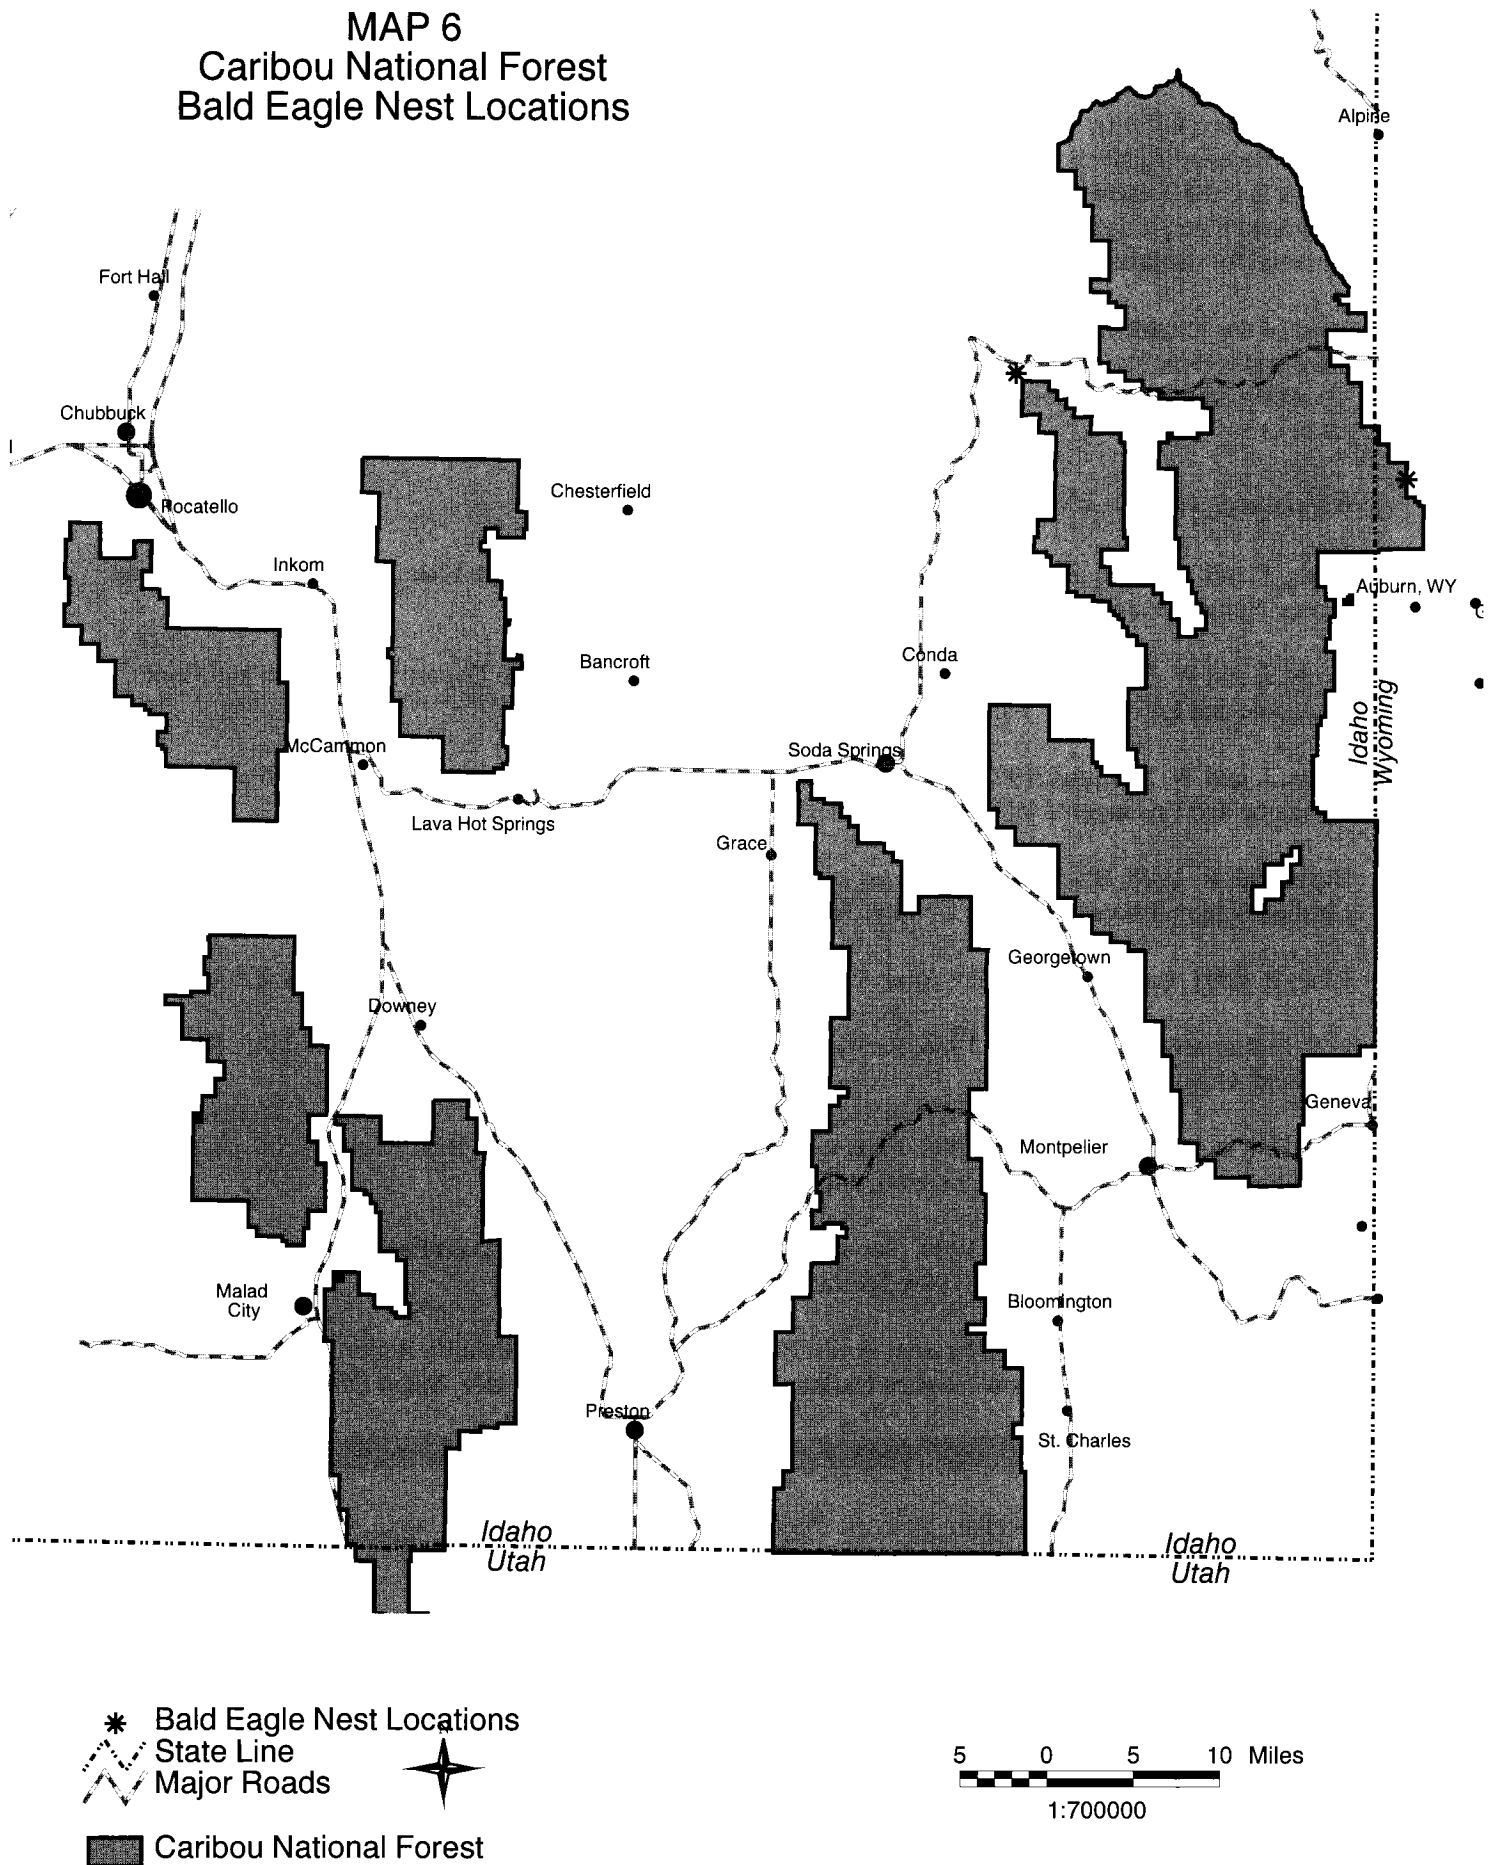 MAP 6
Caribou National Forest
Bald Eagle Nest Locations
Alpine
Fort Hall
Chubbuck
Pocatello
Chesterfield
Inkom
Auburn, WY
Bancroft
Conda
McCammon
Soda Springs
Idaho
Wyoming
Lava Hot Springs
Grace
Georgetown
Downey
Geneva
Montpelier
Malad
City
Bloomington
Preston
St. Charles
Idaho
Utah
Idaho
Utah
Bald Eagle Nest Locations
State Line
Major Roads
N
Caribou National Forest
5 0 5 10 Miles
1:700000